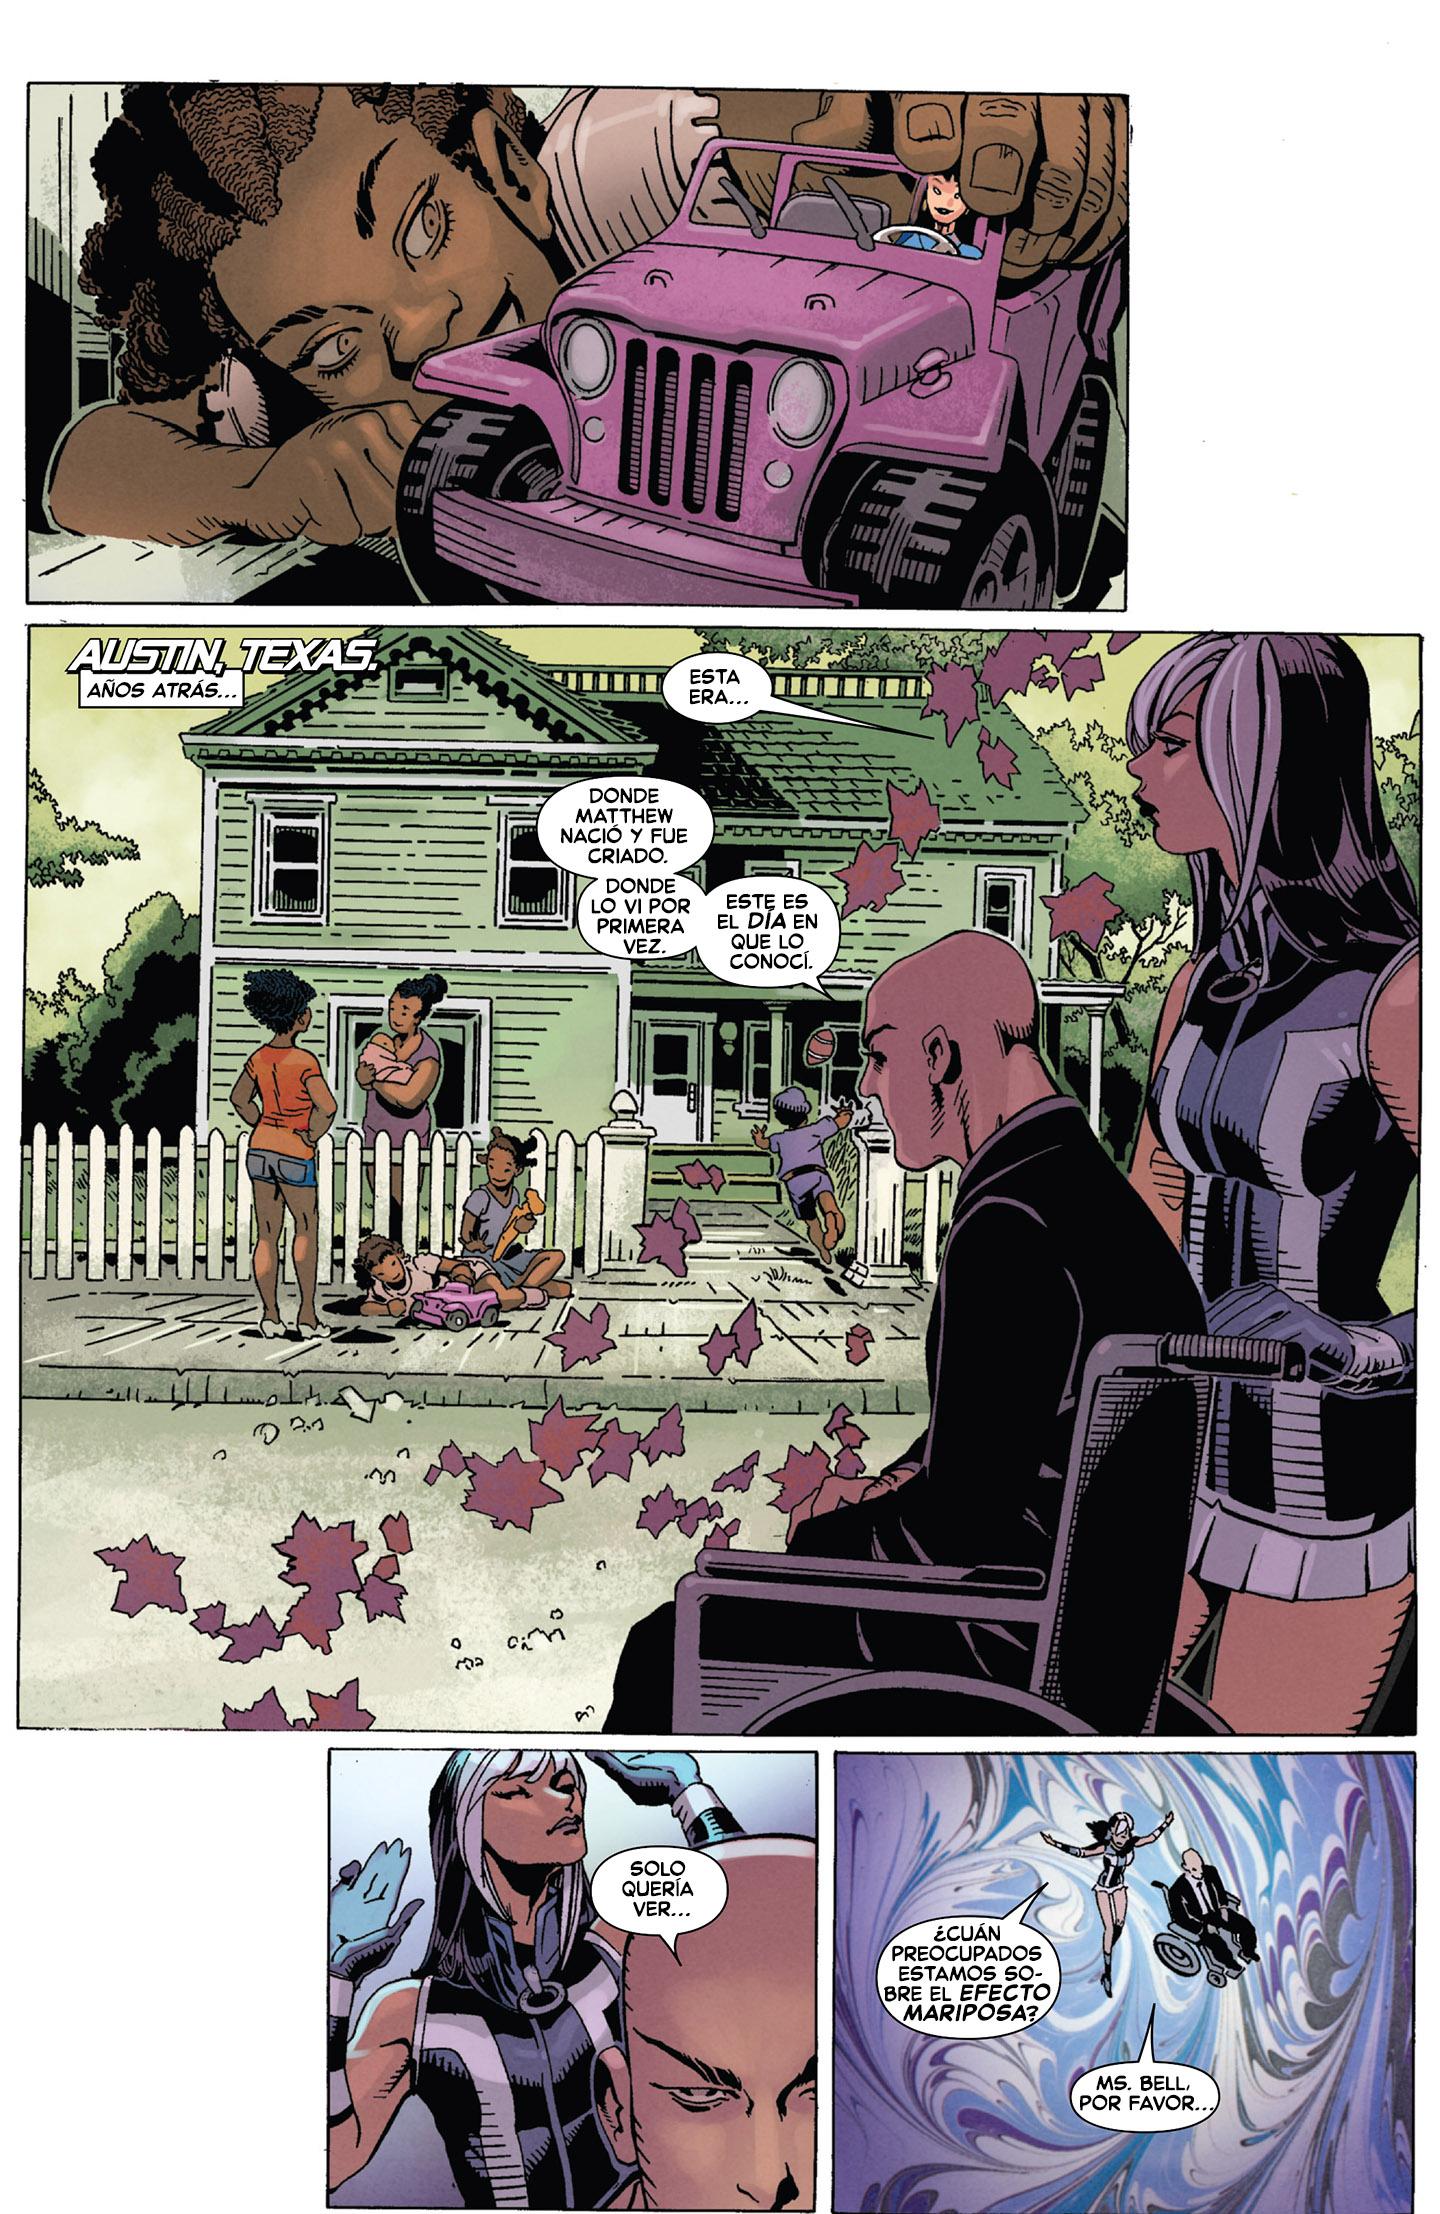 AUSTIN, TEXAS.
AÑOS ATRÁS...
ESTA
ERA...
DONDE
MATTHEW
NACIÓ Y FUE
CRIADO.
DONDE
LO VI POR
PRIMERA
VEZ.
ESTE ES
EL DÍA EN
QUE LO
CONOCÍ.
SOLO
QUERÍA
VER...
¿CUÁN
PREOCUPADOS
ESTAMOS SO-
BRE EL EFECTO
MARIPOSA?
MS. BELL,
POR FAVOR...